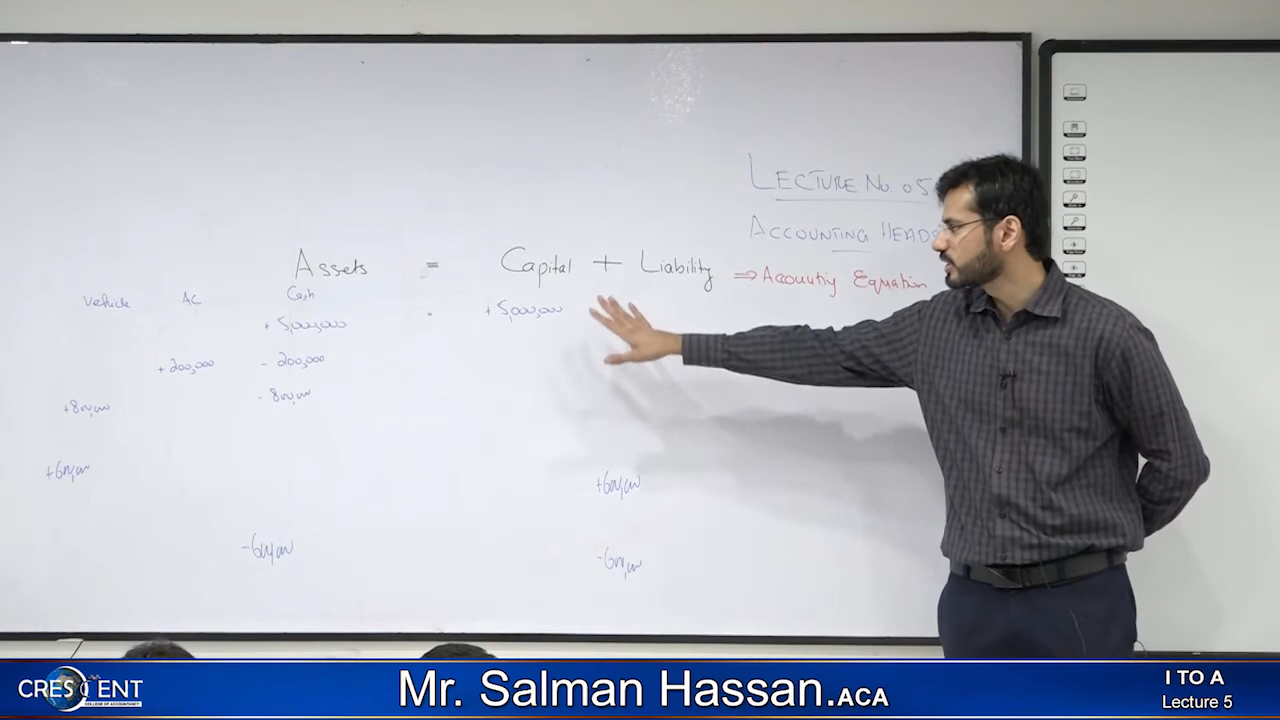 LECTURE No. 05
ACCOUNTING HEADS
Assets = Capital + Liability ⇒ Accounting Equation
Vehicle AC Cash
+ 5,000,000 + 5,000,000
+ 200,000 - 200,000
+ 800,000 - 800,000
+ 600,000 + 600,000
- 600,000 - 600,000
CRESCENT
COLLEGE OF ACCOUNTANCY
Mr. Salman Hassan.ACA
I TO A
Lecture 5